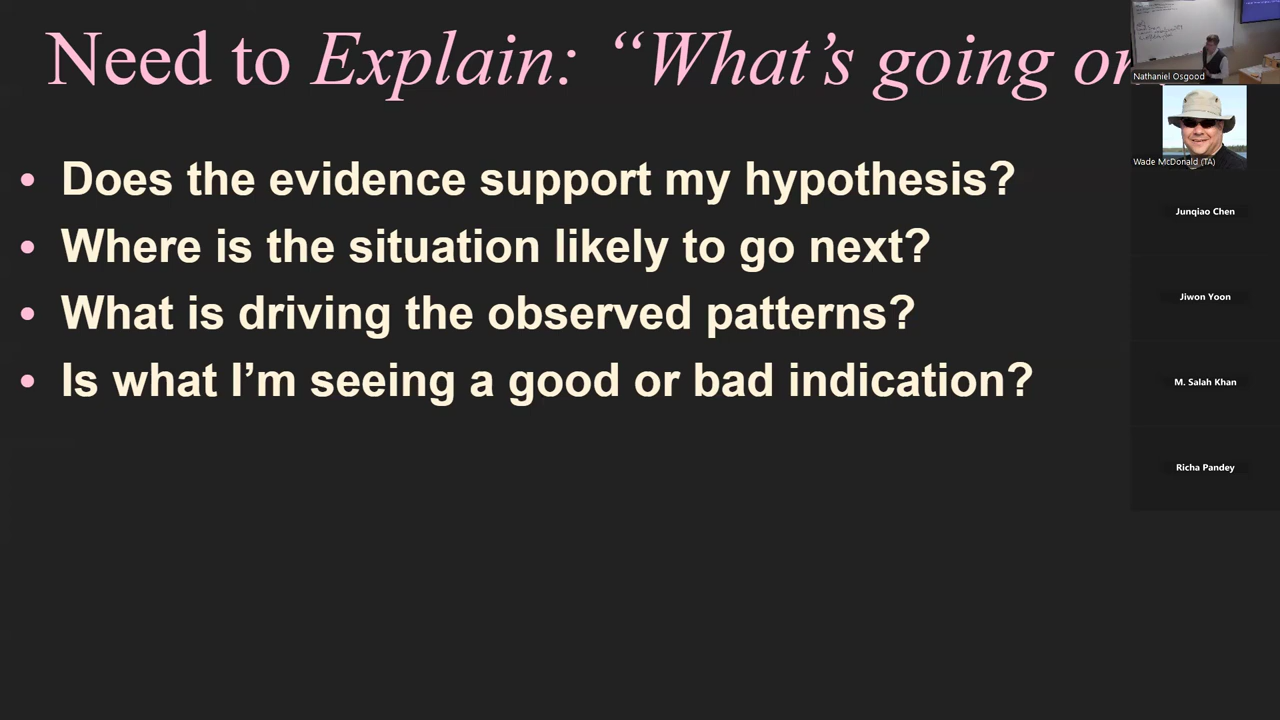 Need to Explain: “What’s going on
• Does the evidence support my hypothesis?
• Where is the situation likely to go next?
• What is driving the observed patterns?
• Is what I’m seeing a good or bad indication?
Nathaniel Osgood
Wade McDonald (TA)
Junqiao Chen
Jiwon Yoon
M. Salah Khan
Richa Pandey